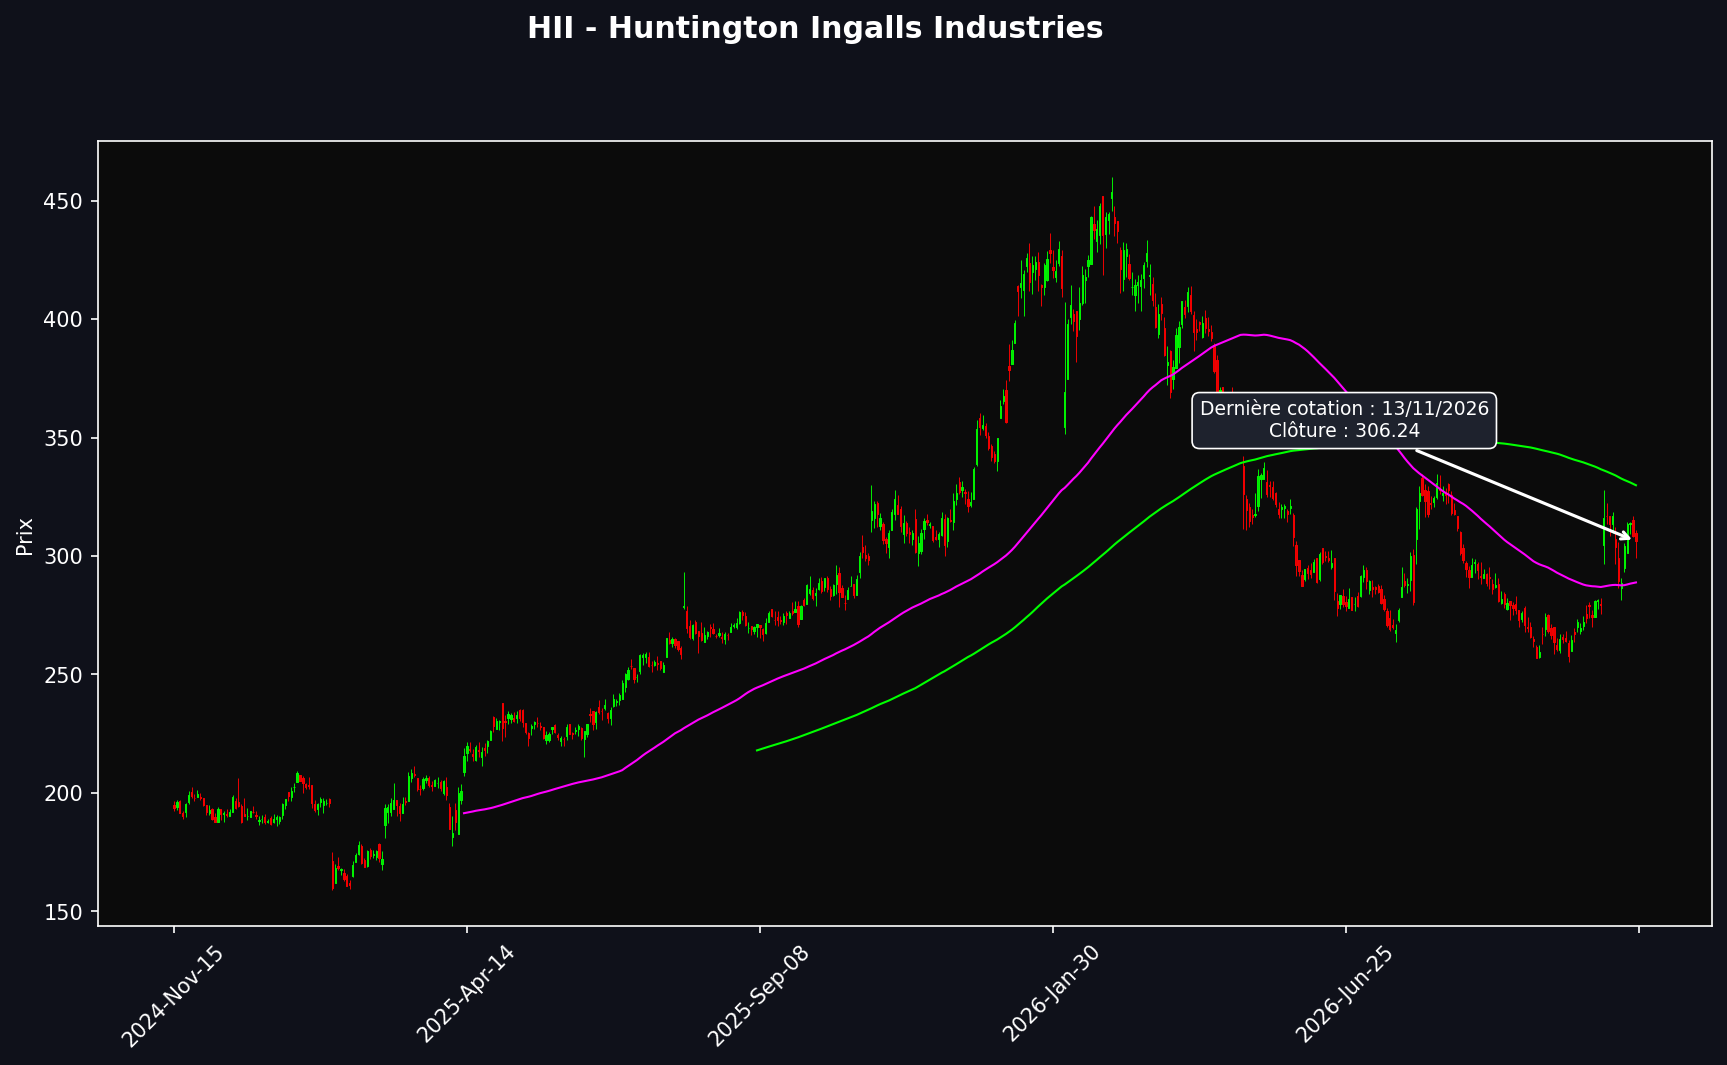 HII - Huntington Ingalls Industries
Prix
450
400
350
300
250
200
150
Dernière cotation : 13/11/2026
Clôture : 306.24
2024-Nov-15
2025-Apr-14
2025-Sep-08
2026-Jan-30
2026-Jun-25